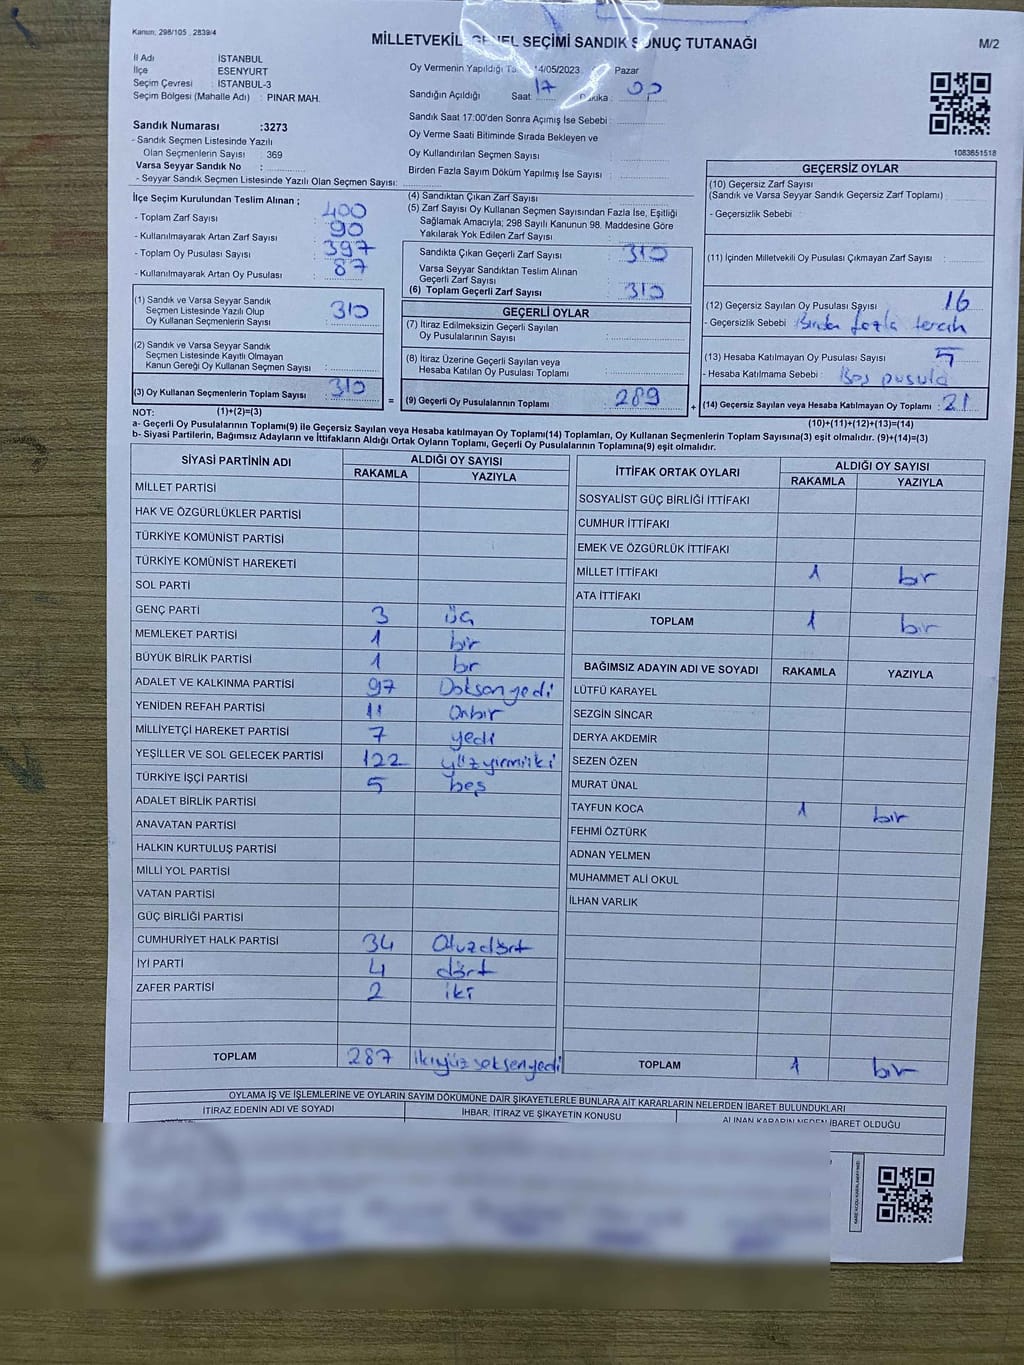 Kanun, 298/105 , 2839/4
MİLLETVEKİL GENEL SEÇİMİ SANDIK SONUÇ TUTANAĞI
M/2
İl Adı : İSTANBUL
İlçe ESENYURT
Seçim Çevresi : İSTANBUL-3
Seçim Bölgesi (Mahalle Adı) : PINAR MAH.
Oy Vermenin Yapıldığı 14/05/2023 Pazar
Sandığın Açıldığı Saat 17 00
Sandık Saat 17:00'den Sonra Açımış İse Sebebi :
Oy Verme Saati Bitiminde Sırada Bekleyen ve
Oy Kullandırılan Seçmen Sayısı
Birden Fazla Sayım Döküm Yapılmış İse Sayısı
1083651518
Sandık Numarası :3273
- Sandık Seçmen Listesinde Yazılı
Olan Seçmenlerin Sayısı : 369
Varsa Seyyar Sandık No :
- Seyyar Sandık Seçmen Listesinde Yazılı Olan Seçmen Sayısı:
İlçe Seçim Kurulundan Teslim Alınan ;
- Toplam Zarf Sayısı : 400
- Kullanılmayarak Artan Zarf Sayısı : 90
- Toplam Oy Pusulası Sayısı : 397
- Kullanılmayarak Artan Oy Pusulası : 87
(1) Sandık ve Varsa Seyyar Sandık
Seçmen Listesinde Yazılı Olup
Oy Kullanan Seçmenlerin Sayısı 310
(2) Sandık ve Varsa Seyyar Sandık
Seçmen Listesinde Kayıtlı Olmayan
Kanun Gereği Oy Kullanan Seçmen Sayısı :
(3) Oy Kullanan Seçmenlerin Toplam Sayısı : 310
(1)+(2)=(3)
(4) Sandıktan Çıkan Zarf Sayısı
(5) Zarf Sayısı Oy Kullanan Seçmen Sayısından Fazla İse, Eşitliği
Sağlamak Amacıyla; 298 Sayılı Kanunun 98. Maddesine Göre
Yakılarak Yok Edilen Zarf Sayısı
Sandıkta Çıkan Geçerli Zarf Sayısı : 310
Varsa Seyyar Sandıktan Teslim Alınan
Geçerli Zarf Sayısı
(6) Toplam Geçerli Zarf Sayısı : 310
GEÇERLİ OYLAR
(7) İtiraz Edilmeksizin Geçerli Sayılan
Oy Pusulalarının Sayısı
(8) İtiraz Üzerine Geçerli Sayılan veya
Hesaba Katılan Oy Pusulası Toplamı
= (9) Geçerli Oy Pusulalarının Toplamı : 289
GEÇERSİZ OYLAR
(10) Geçersiz Zarf Sayısı
(Sandık ve Varsa Seyyar Sandık Geçersiz Zarf Toplamı) :
- Geçersizlik Sebebi :
(11) İçinden Milletvekili Oy Pusulası Çıkmayan Zarf Sayısı :
(12) Geçersiz Sayılan Oy Pusulası Sayısı : 16
- Geçersizlik Sebebi : fazla tercih
(13) Hesaba Katılmayan Oy Pusulası Sayısı : 5
- Hesaba Katılmama Sebebi : Boş pusula
+ (14) Geçersiz Sayılan veya Hesaba Katılmayan Oy Toplamı : 21
(10)+(11)+(12)+(13)=(14)
NOT:
a- Geçerli Oy Pusulalarının Toplamı(9) ile Geçersiz Sayılan veya Hesaba katılmayan Oy Toplamı(14) Toplamları, Oy Kullanan Seçmenlerin Toplam Sayısına(3) eşit olmalıdır. (9)+(14)=(3)
b- Siyasi Partilerin, Bağımsız Adayların ve İttifakların Aldığı Ortak Oyların Toplamı, Geçerli Oy Pusulalarının Toplamına(9) eşit olmalıdır.
SİYASİ PARTİNİN ADI ALDIĞI OY SAYISI
RAKAMLA YAZIYLA
MİLLET PARTİSİ
HAK VE ÖZGÜRLÜKLER PARTİSİ
TÜRKİYE KOMÜNİST PARTİSİ
TÜRKİYE KOMÜNİST HAREKETİ
SOL PARTİ
GENÇ PARTİ 3 üç
MEMLEKET PARTİSİ 1 bir
BÜYÜK BİRLİK PARTİSİ 1 br
ADALET VE KALKINMA PARTİSİ 97 Doksan yedi
YENİDEN REFAH PARTİSİ 11 Onbir
MİLLİYETÇİ HAREKET PARTİSİ 7 yedi
YEŞİLLER VE SOL GELECEK PARTİSİ 122 yüz yirmiiki
TÜRKİYE İŞÇİ PARTİSİ 5 beş
ADALET BİRLİK PARTİSİ
ANAVATAN PARTİSİ
HALKIN KURTULUŞ PARTİSİ
MİLLİ YOL PARTİSİ
VATAN PARTİSİ
GÜÇ BİRLİĞİ PARTİSİ
CUMHURİYET HALK PARTİSİ 34 Otuzdört
İYİ PARTİ 4 dört
ZAFER PARTİSİ 2 iki
TOPLAM 287 ikiyüz seksenyedi
İTTİFAK ORTAK OYLARI ALDIĞI OY SAYISI
RAKAMLA YAZIYLA
SOSYALİST GÜÇ BİRLİĞİ İTTİFAKI
CUMHUR İTTİFAKI
EMEK VE ÖZGÜRLÜK İTTİFAKI
MİLLET İTTİFAKI 1 bir
ATA İTTİFAKI
TOPLAM 1 bir
BAĞIMSIZ ADAYIN ADI VE SOYADI RAKAMLA YAZIYLA
LÜTFÜ KARAYEL
SEZGİN SİNCAR
DERYA AKDEMİR
SEZEN ÖZEN
MURAT ÜNAL
TAYFUN KOCA 1 bir
FEHMİ ÖZTÜRK
ADNAN YELMEN
MUHAMMET ALİ OKUL
İLHAN VARLIK
TOPLAM 1 bir
OYLAMA İŞ VE İŞLEMLERİNE VE OYLARIN SAYIM DÖKÜMÜNE DAİR ŞİKAYETLERLE BUNLARA AİT KARARLARIN NELERDEN İBARET BULUNDUKLARI
İTİRAZ EDENİN ADI VE SOYADI İHBAR, İTİRAZ VE ŞİKAYETİN KONUSU ALINAN KARARIN NEDEN İBARET OLDUĞU